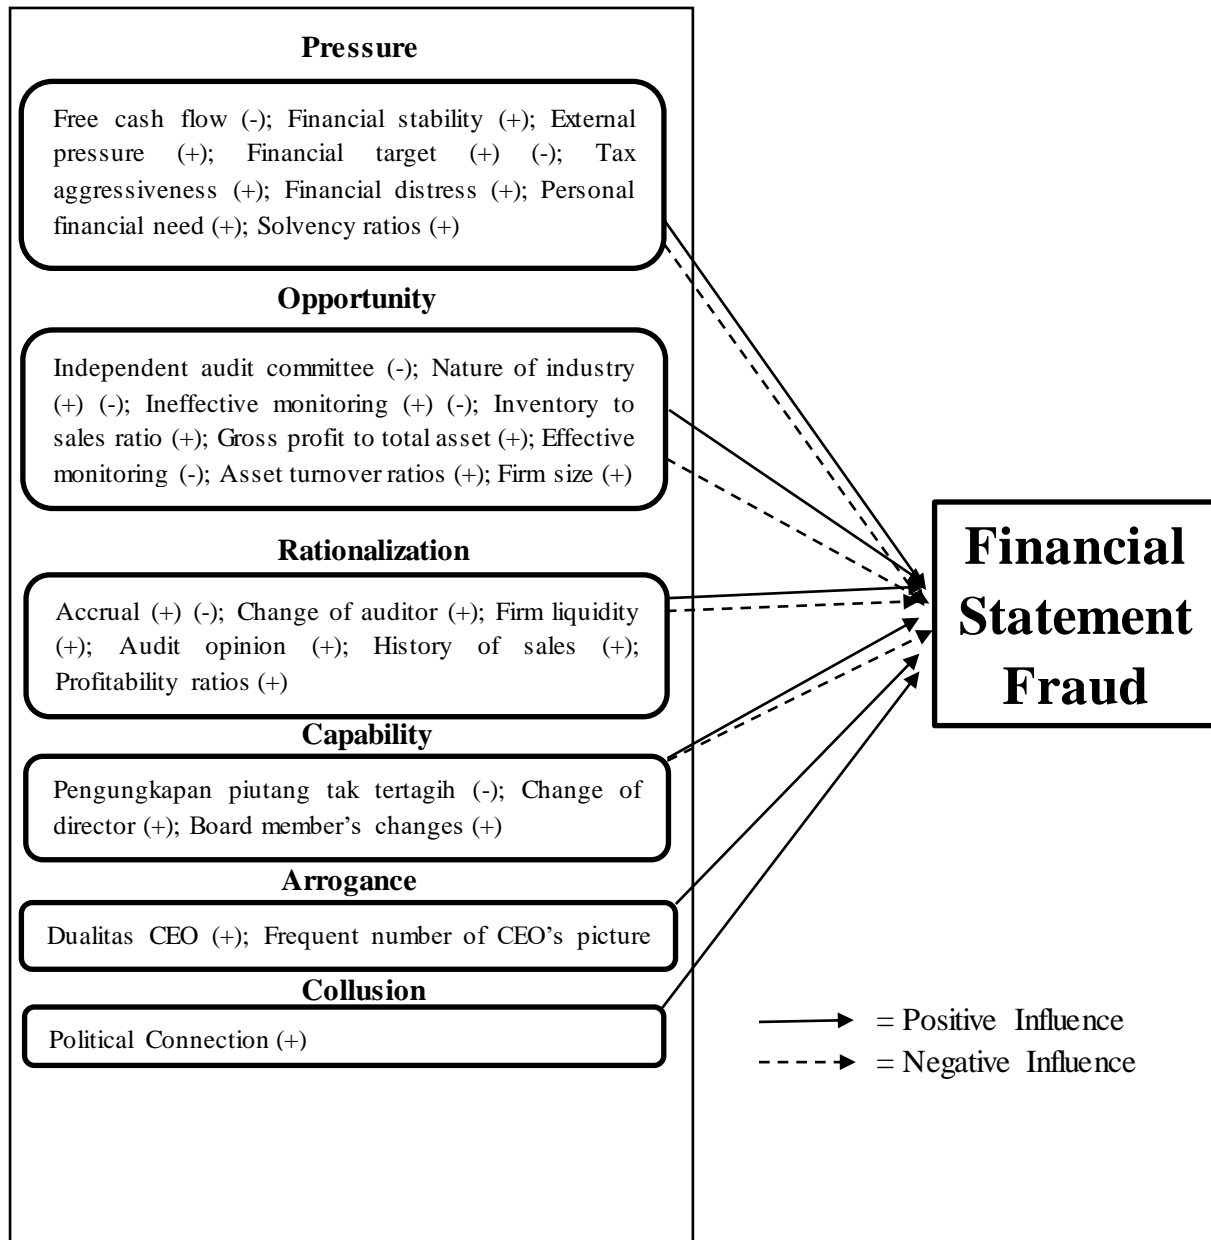 Pressure
Free cash flow (-); Financial stability (+); External
pressure (+); Financial target (+) (-); Tax
aggressiveness (+); Financial distress (+); Personal
financial need (+); Solvency ratios (+)
Opportunity
Independent audit committee (-); Nature of industry
(+) (-); Ineffective monitoring (+) (-); Inventory to
sales ratio (+); Gross profit to total asset (+); Effective
monitoring (-); Asset turnover ratios (+); Firm size (+)
Rationalization
Accrual (+) (-); Change of auditor (+); Firm liquidity
(+); Audit opinion (+); History of sales (+);
Profitability ratios (+)
Capability
Pengungkapan piutang tak tertagih (-); Change of
director (+); Board member’s changes (+)
Arrogance
Dualitas CEO (+); Frequent number of CEO’s picture
Collusion
Political Connection (+)
Financial
Statement
Fraud
= Positive Influence
= Negative Influence